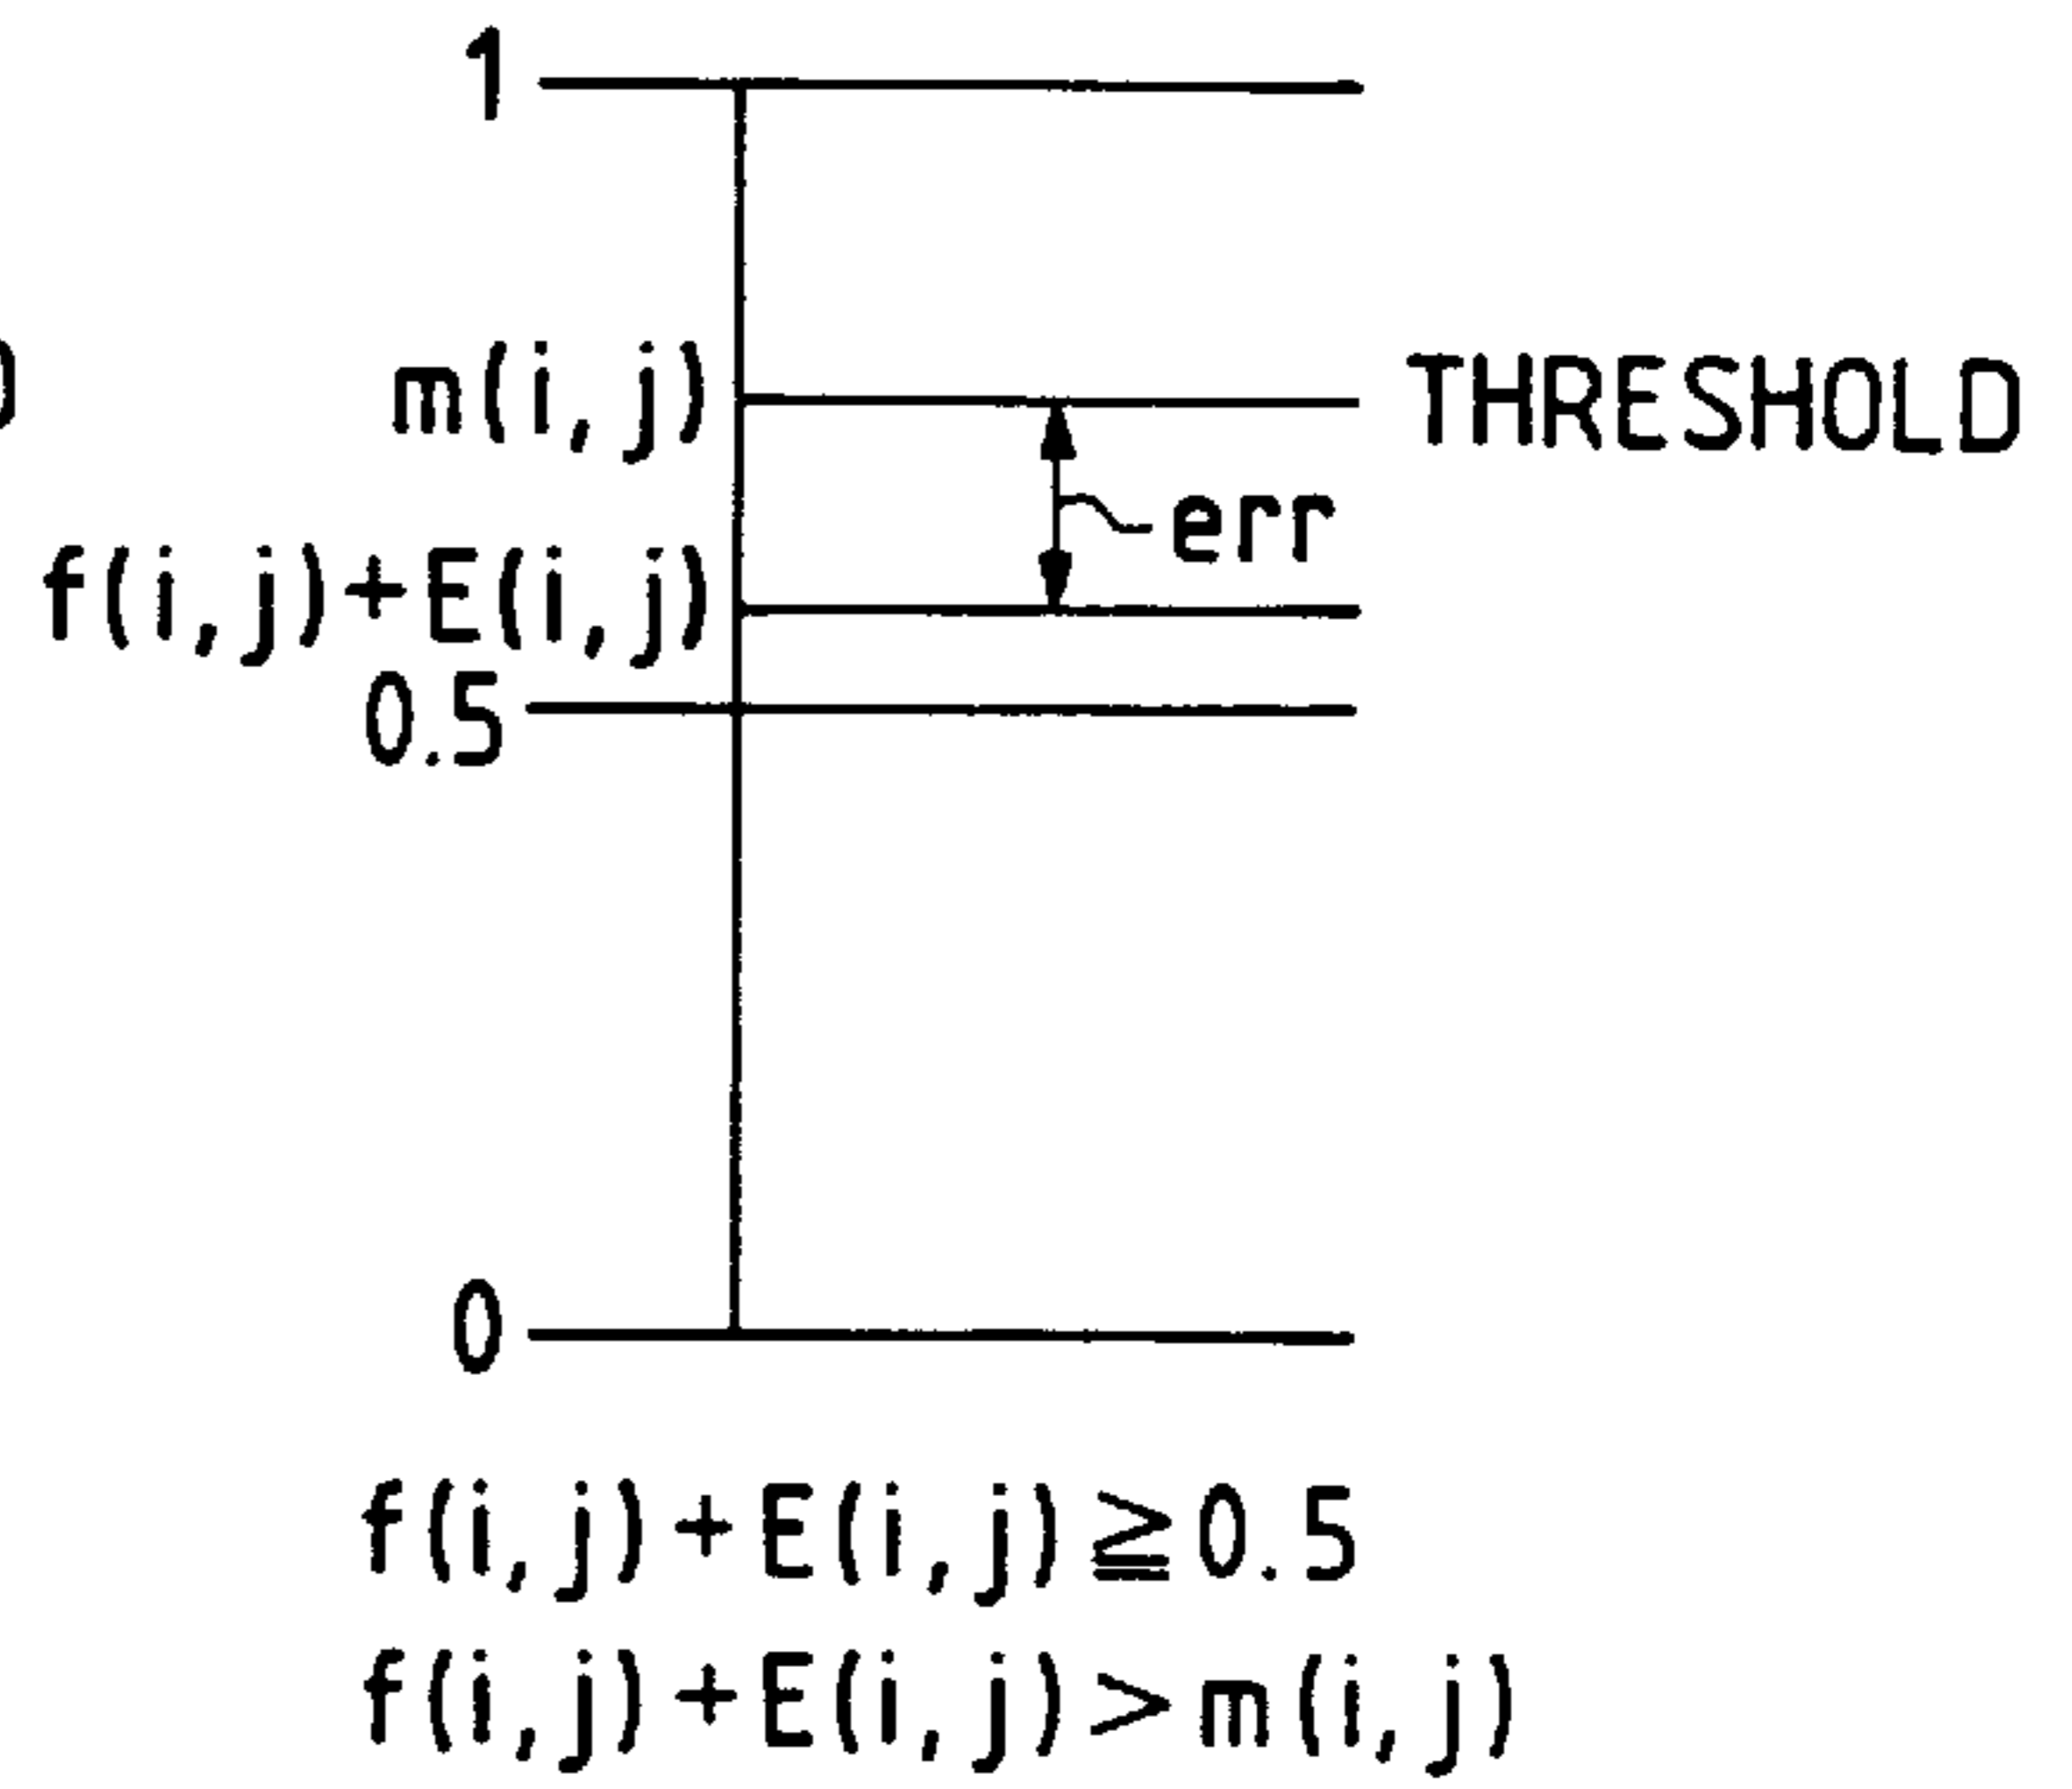 1
m(i,j) THRESHOLD
err
f(i,j)+E(i,j)
0.5
0
f(i,j)+E(i,j)≧0.5
f(i,j)+E(i,j)>m(i,j)